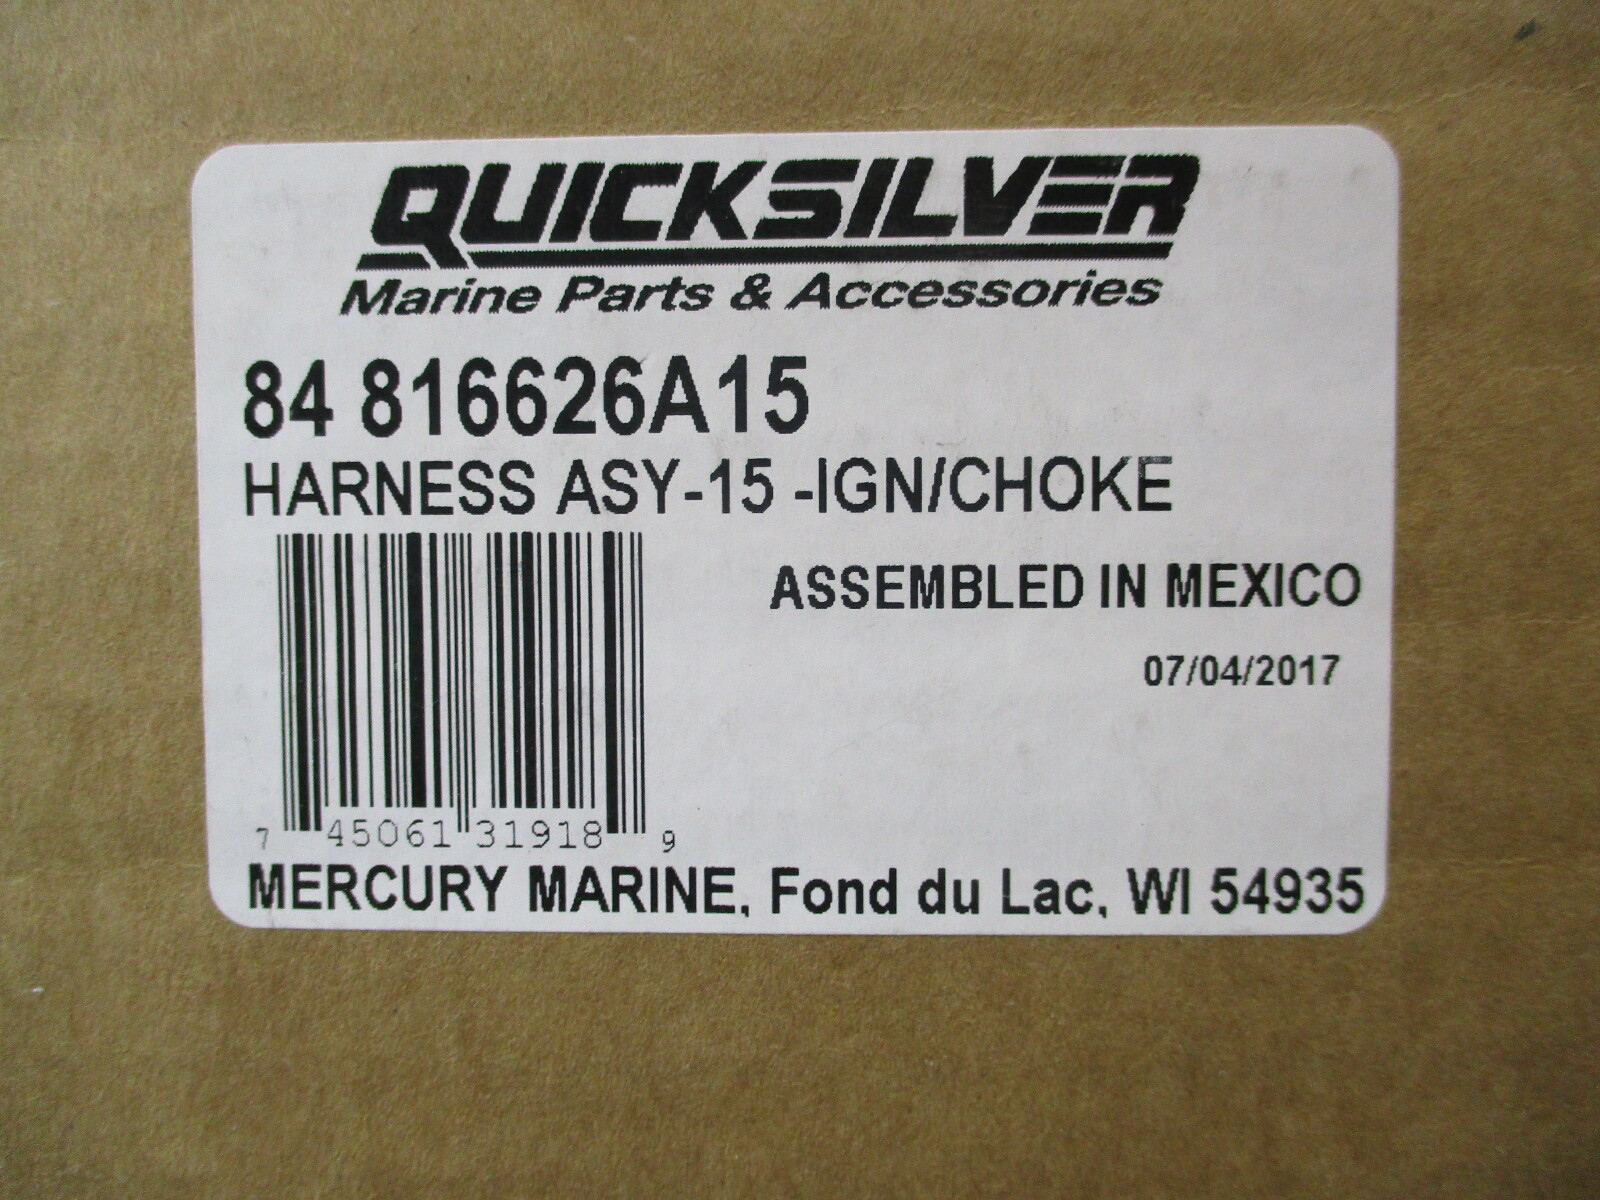 QUICKSILVER
Marine Parts & Accessories
84 816626A15
HARNESS ASY-15 -IGN/CHOKE
ASSEMBLED IN MEXICO
07/04/2017
7 45061 31918 9
MERCURY MARINE, Fond du Lac, WI 54935